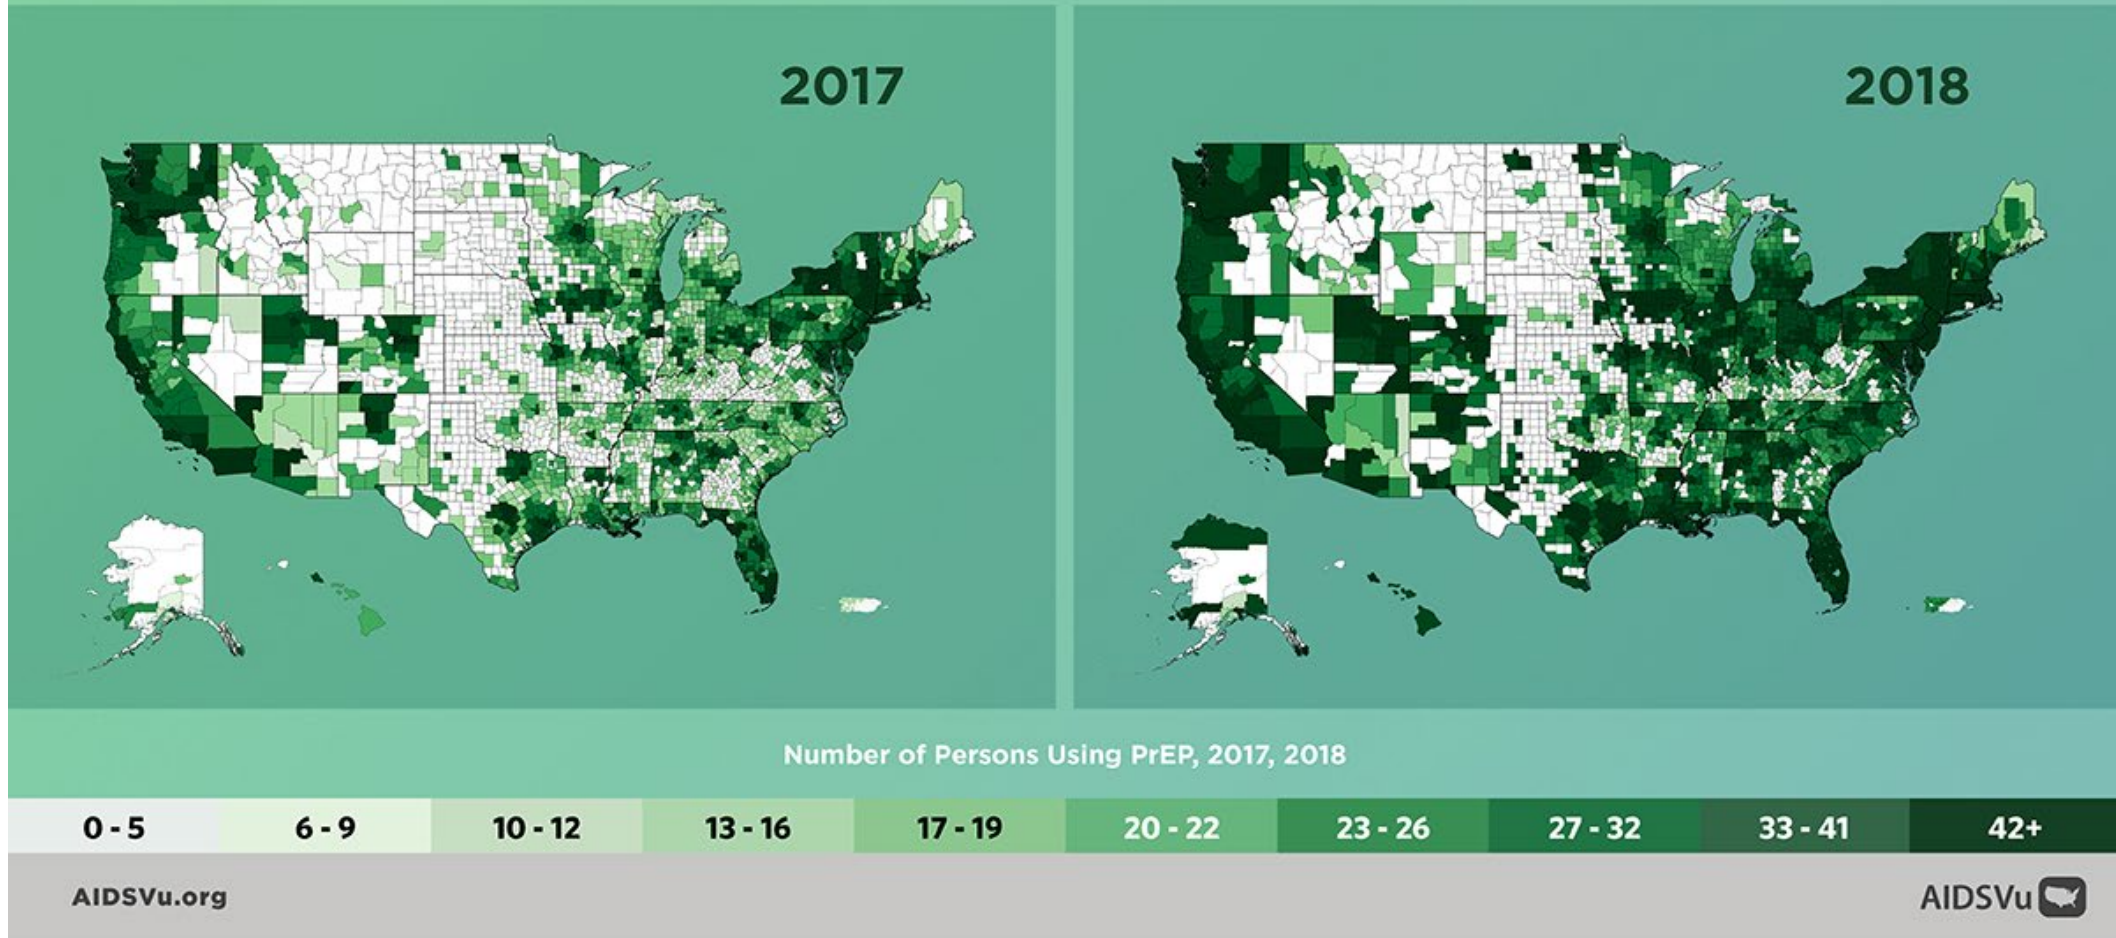 2017
2018
Number of Persons Using PrEP, 2017, 2018
0 - 5
6 - 9
10 - 12
13 - 16
17 - 19
20 - 22
23 - 26
27 - 32
33 - 41
42+
AIDSVu.org
AIDSVu